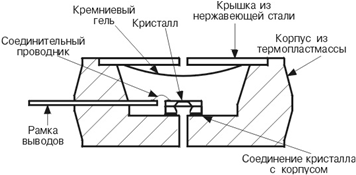 Кремниевый
гель
Кристалл
Крышка из
нержавеющей стали
Соединительный
проводник
Корпус из
термопластмассы
Рамка
выводов
Соединение кристалла
с корпусом